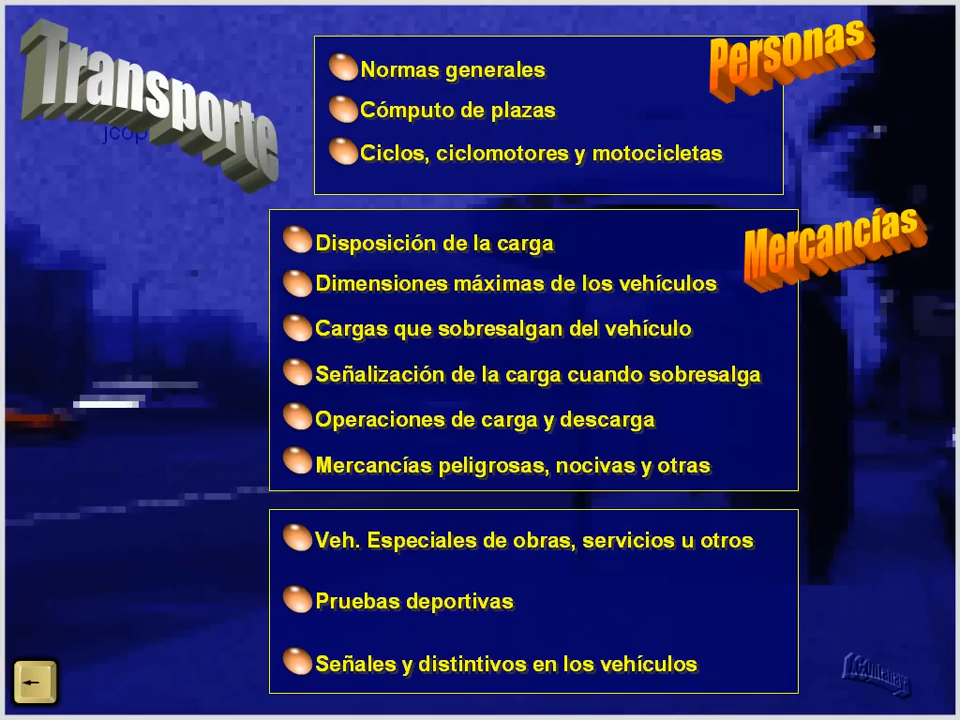 Transporte
Personas
Normas generales
Cómputo de plazas
Ciclos, ciclomotores y motocicletas
Mercancías
Disposición de la carga
Dimensiones máximas de los vehículos
Cargas que sobresalgan del vehículo
Señalización de la carga cuando sobresalga
Operaciones de carga y descarga
Mercancías peligrosas, nocivas y otras
Veh. Especiales de obras, servicios u otros
Pruebas deportivas
Señales y distintivos en los vehículos